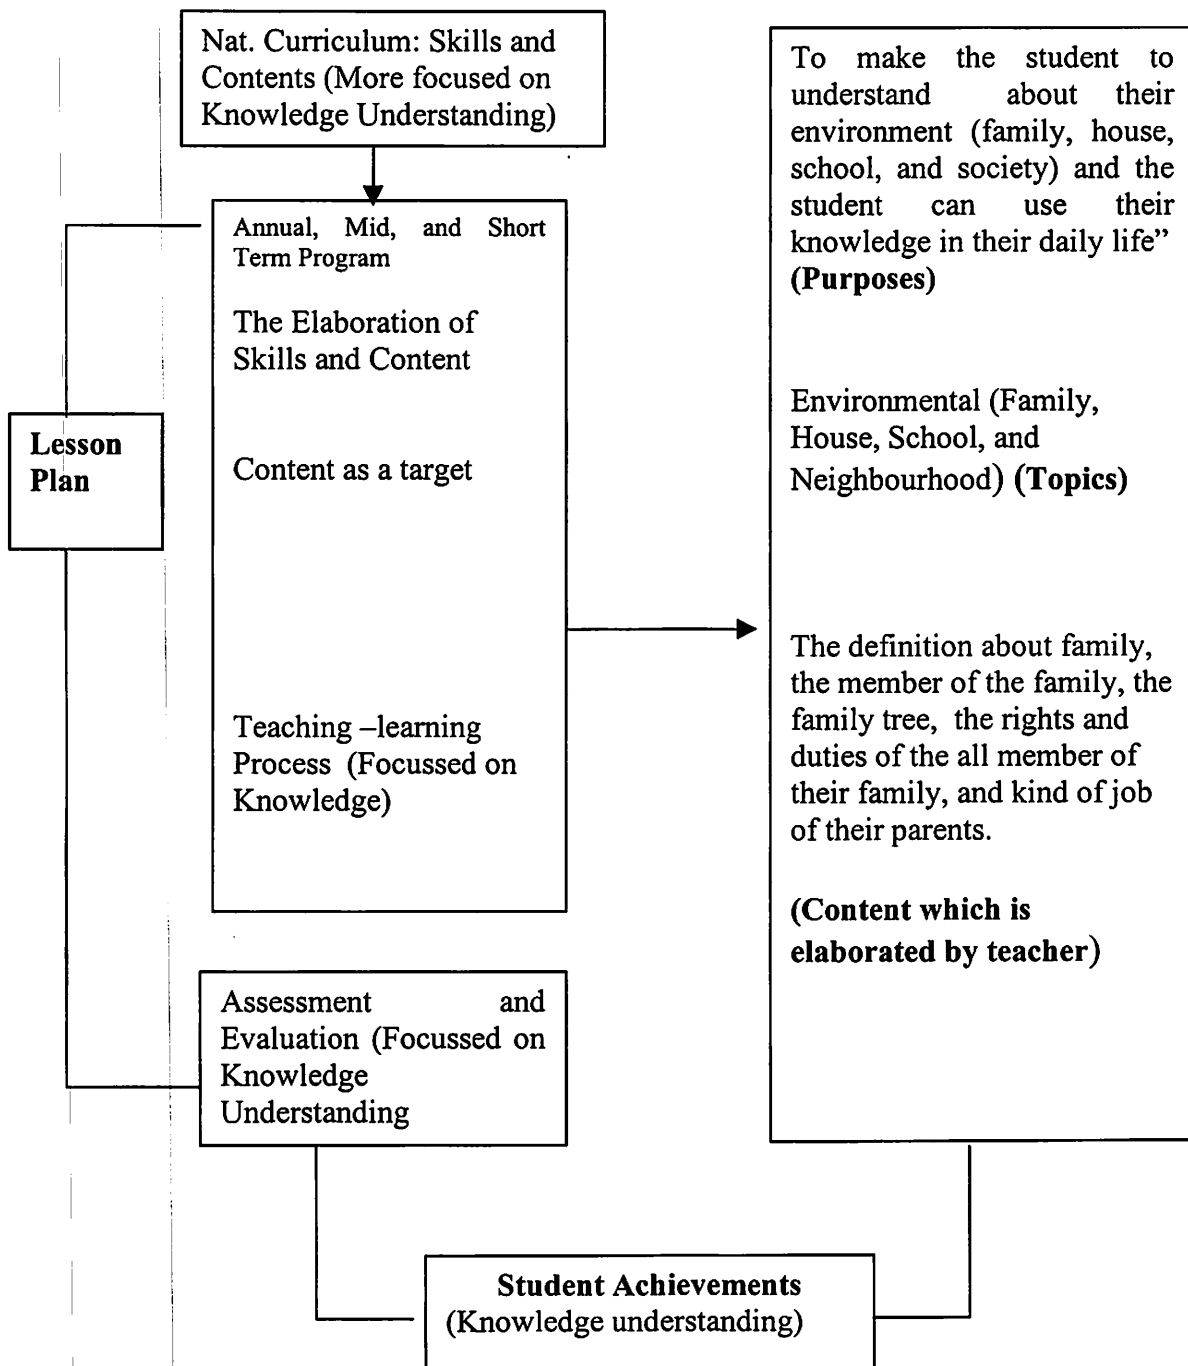 Nat. Curriculum: Skills and
Contents (More focused on
Knowledge Understanding)
Annual, Mid, and Short
Term Program
The Elaboration of
Skills and Content
Content as a target
Teaching –learning
Process (Focussed on
Knowledge)
Lesson
Plan
Assessment and
Evaluation (Focussed on
Knowledge
Understanding
To make the student to
understand about their
environment (family, house,
school, and society) and the
student can use their
knowledge in their daily life”
(Purposes)
Environmental (Family,
House, School, and
Neighbourhood) (Topics)
The definition about family,
the member of the family, the
family tree, the rights and
duties of the all member of
their family, and kind of job
of their parents.
(Content which is
elaborated by teacher)
Student Achievements
(Knowledge understanding)